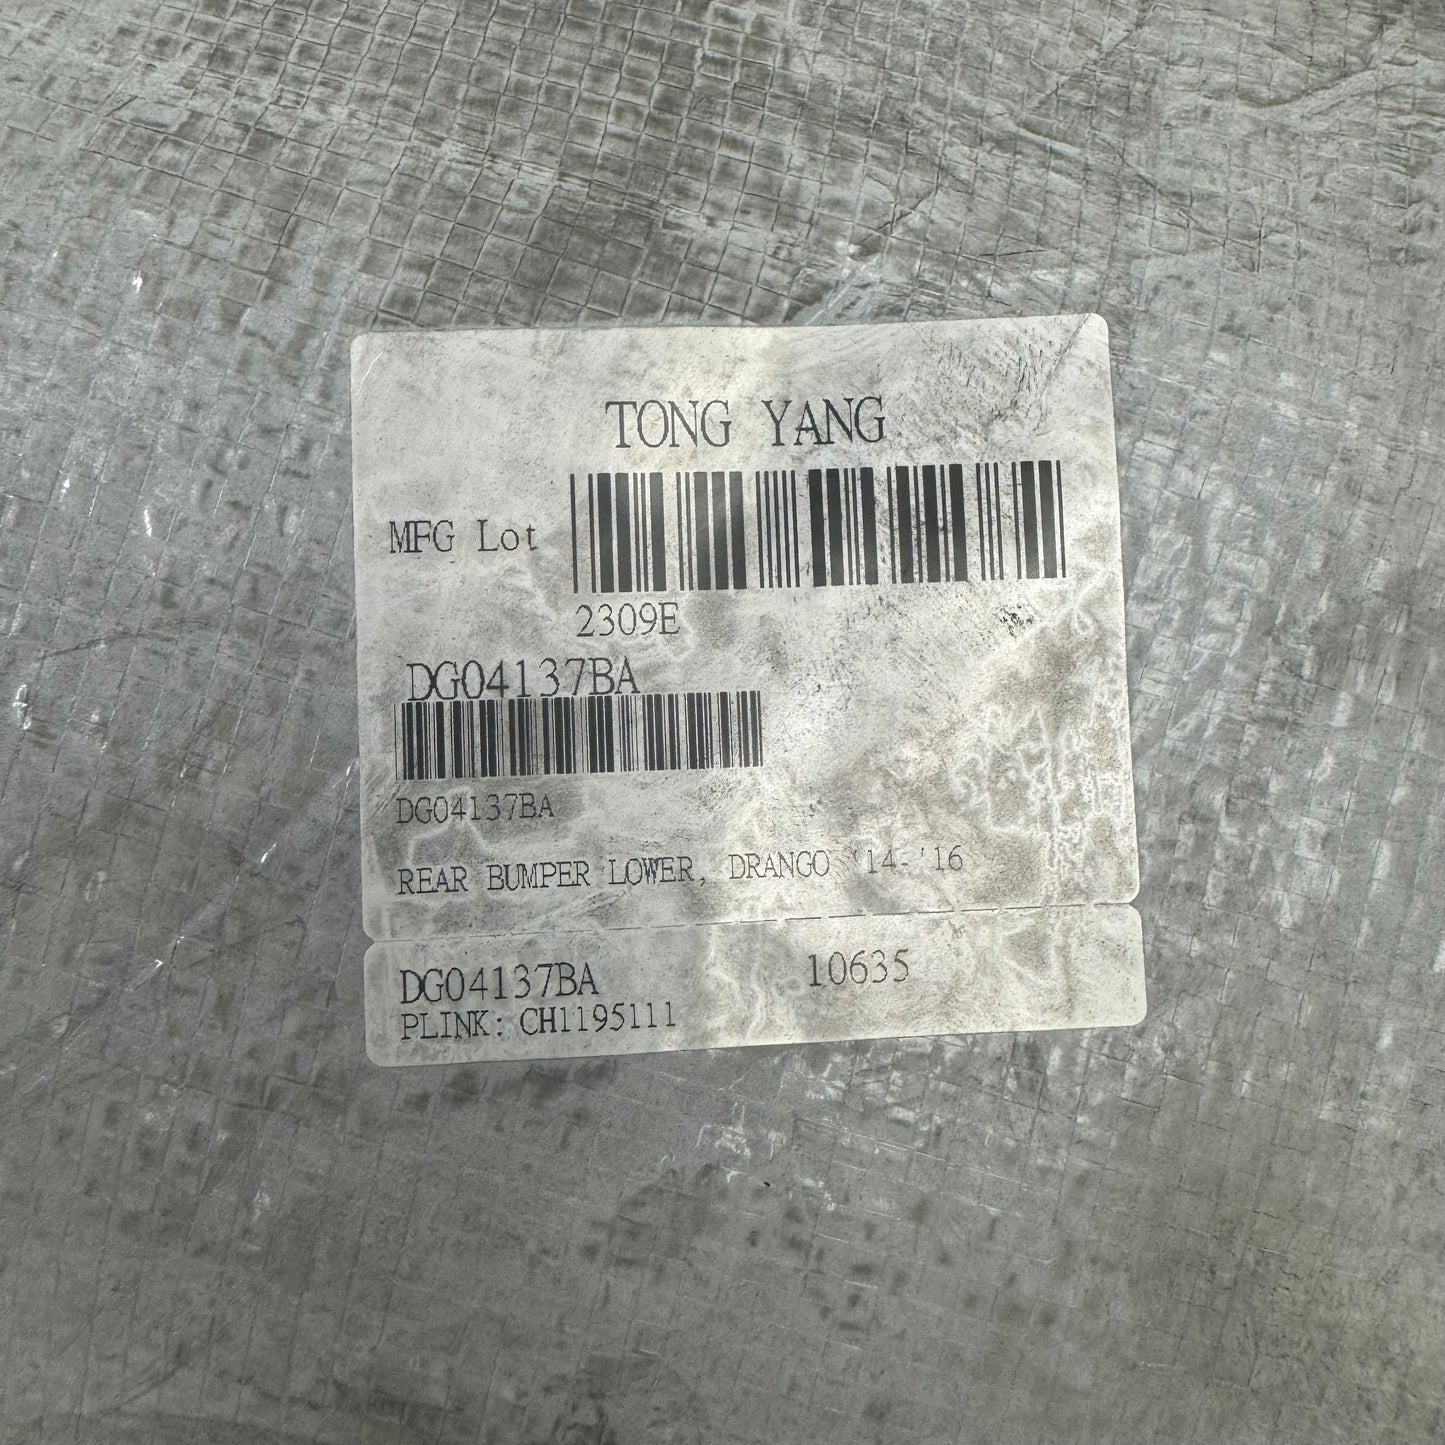 TONG YANG
MFG Lot
2309E
DG04137BA
DG04137BA
REAR BUMPER LOWER, DRANGO '14-'16
DG04137BA 10635
PLINK: CH1195111